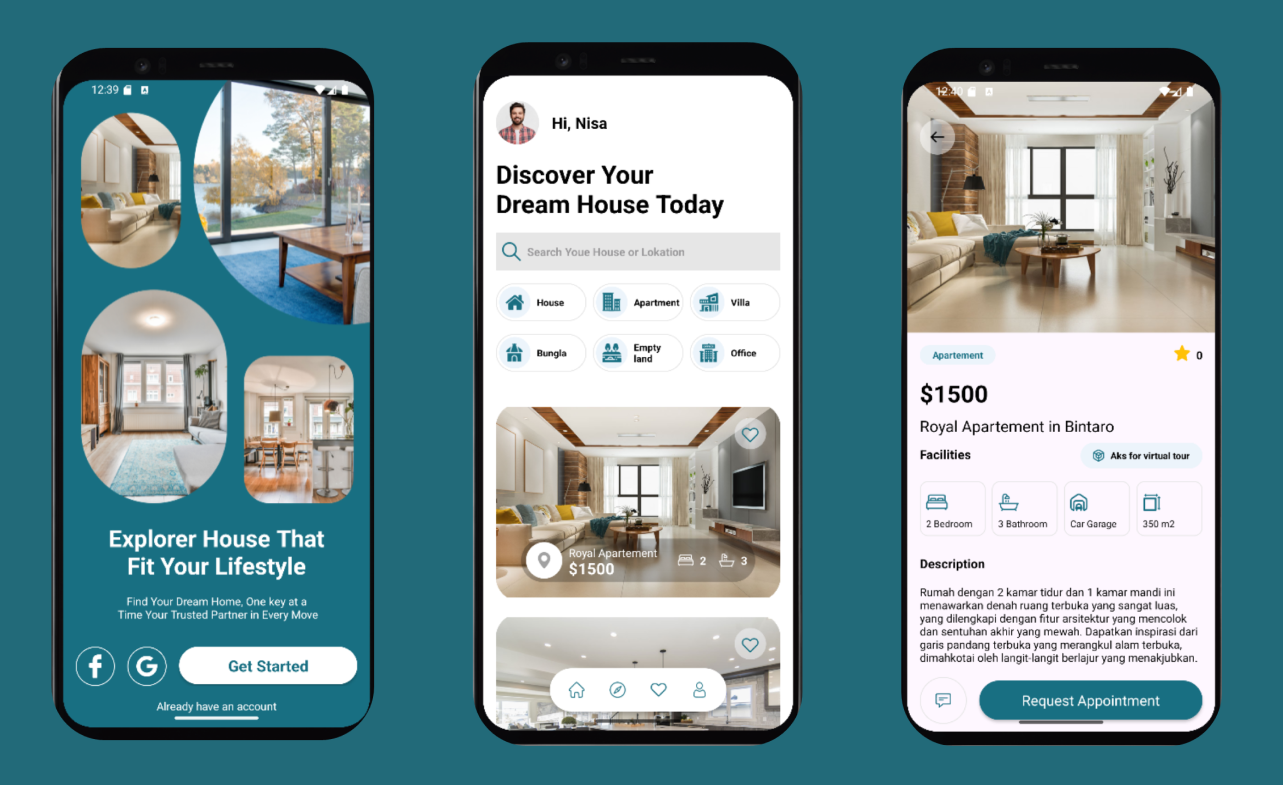 12:39
Explorer House That
Fit Your Lifestyle
Find Your Dream Home, One key at a
Time Your Trusted Partner in Every Move
f
G
Get Started
Already have an account
Hi, Nisa
Discover Your
Dream House Today
Search Youe House or Lokation
House
Apartment
Villa
Bungla
Empty
land
Office
Royal Apartement
$1500
2
3
12:40
Apartement
0
$1500
Royal Apartement in Bintaro
Facilities
Aks for virtual tour
2 Bedroom
3 Bathroom
Car Garage
350 m2
Description
Rumah dengan 2 kamar tidur dan 1 kamar mandi ini
menawarkan denah ruang terbuka yang sangat luas,
yang dilengkapi dengan fitur arsitektur yang mencolok
dan sentuhan akhir yang mewah. Dapatkan inspirasi dari
garis pandang terbuka yang merangkul alam terbuka,
dimahkotai oleh langit-langit berlajur yang menakjubkan.
Request Appointment